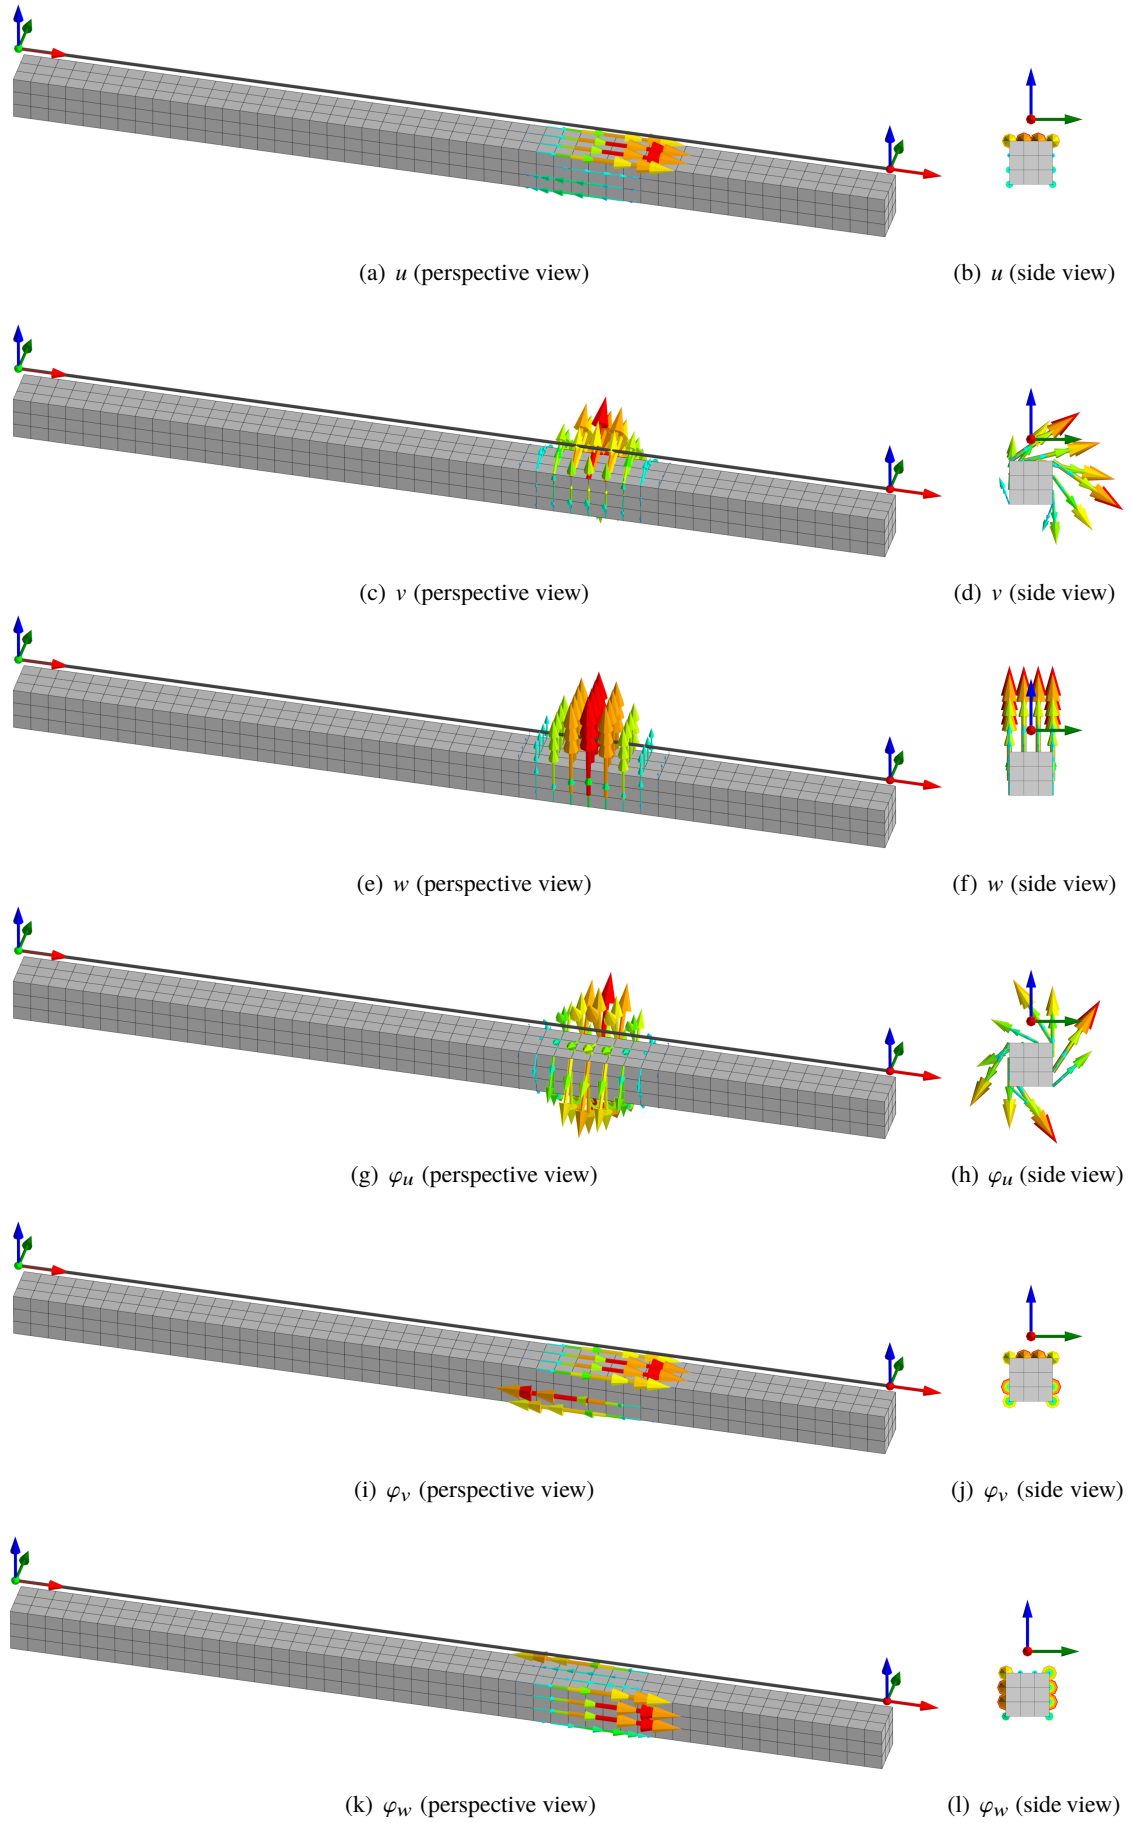 (a) u (perspective view) (b) u (side view)
(c) v (perspective view) (d) v (side view)
(e) w (perspective view) (f) w (side view)
(g) φu (perspective view) (h) φu (side view)
(i) φv (perspective view) (j) φv (side view)
(k) φw (perspective view) (l) φw (side view)